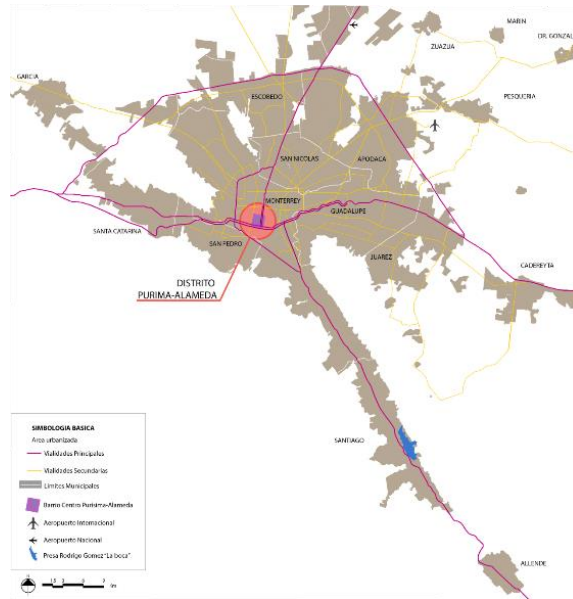 MARIN
DR. GONZAL
ZUAZUA
GARCIA
PESQUERIA
ESCOBEDO
SAN NICOLAS
APODACA
MONTERREY
GUADALUPE
SANTA CATARINA
SAN PEDRO
JUAREZ
CADEREYTA
DISTRITO
PURIMA-ALAMEDA
SANTIAGO
ALLENDE
SIMBOLOGIA BASICA
Area urbanizada
Vialidades Principales
Vialidades Secundarias
Limites Municipales
Barrio Centro Purisima-Alameda
Aeropuerto Internacional
Aeropuerto Nacional
Presa Rodrigo Gomez "La boca"